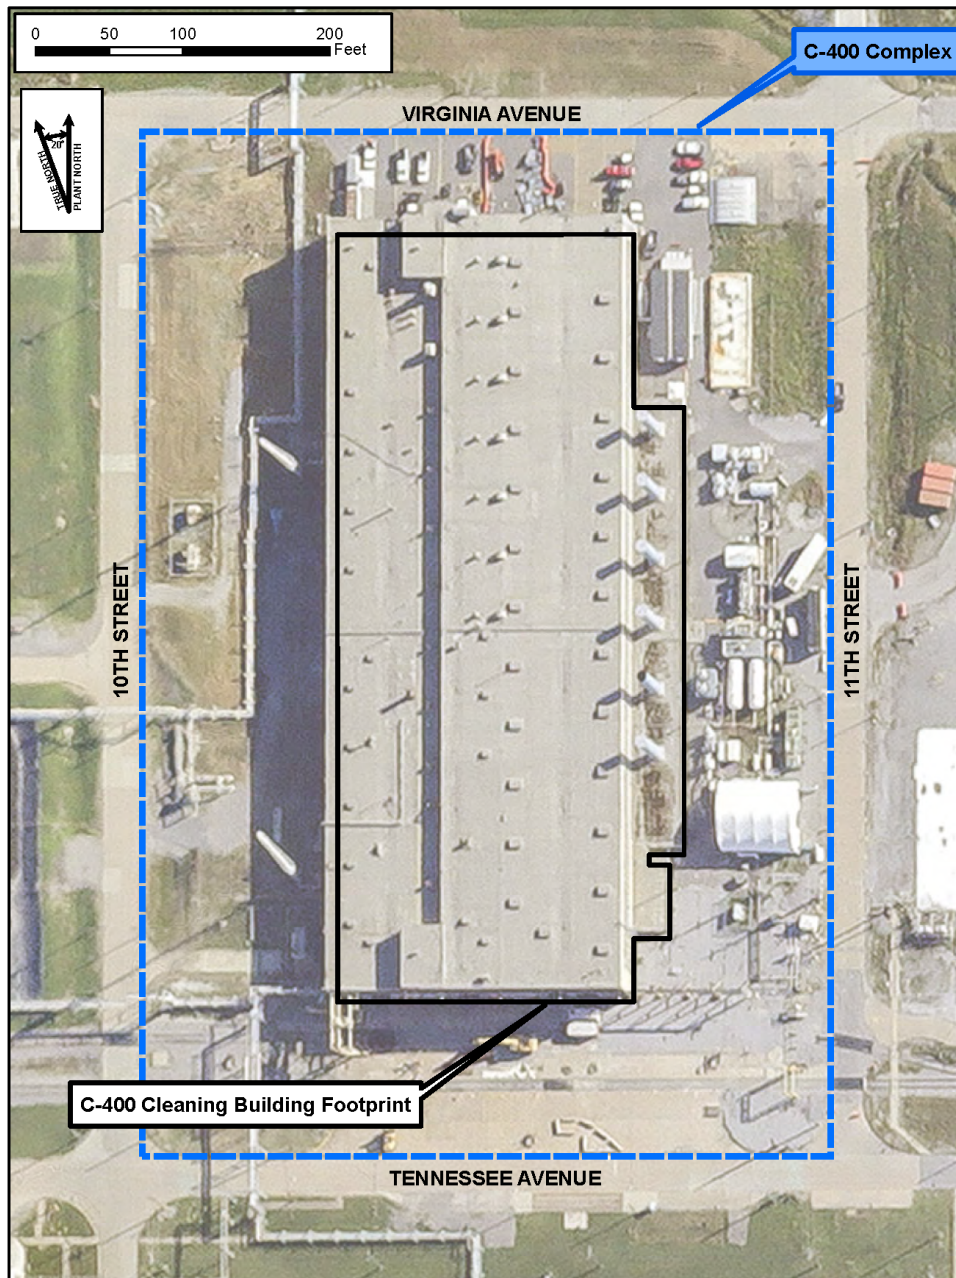 0 50 100 200
Feet
C-400 Complex
20°
TRUE NORTH
PLANT NORTH
VIRGINIA AVENUE
10TH STREET
11TH STREET
C-400 Cleaning Building Footprint
TENNESSEE AVENUE